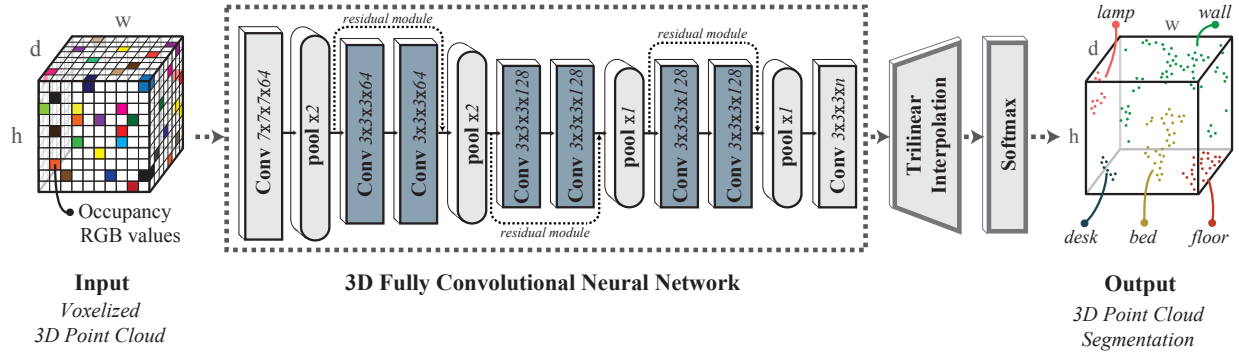 w
d
h
Occupancy
RGB values
Input
Voxelized
3D Point Cloud
Conv 7x7x7x64
pool x2
residual module
Conv 3x3x3x64
Conv 3x3x3x64
pool x2
Conv 3x3x3x128
Conv 3x3x3x128
residual module
pool x1
residual module
Conv 3x3x3x128
Conv 3x3x3x128
pool x1
Conv 3x3x3xn
3D Fully Convolutional Neural Network
Trilinear
Interpolation
Softmax
lamp
w
wall
d
h
desk
bed
floor
Output
3D Point Cloud
Segmentation